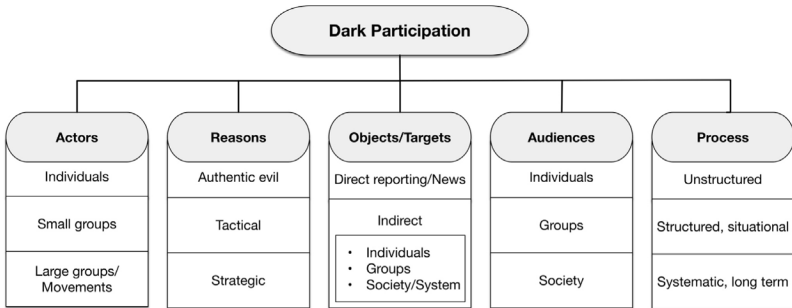 Dark Participation
Actors
Individuals
Small groups
Large groups/
Movements
Reasons
Authentic evil
Tactical
Strategic
Objects/Targets
Direct reporting/News
Indirect
• Individuals
• Groups
• Society/System
Audiences
Individuals
Groups
Society
Process
Unstructured
Structured, situational
Systematic, long term